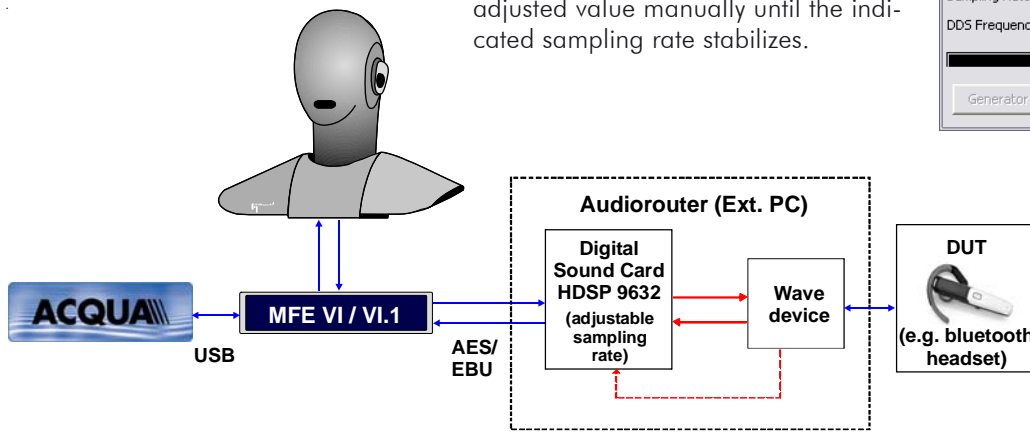 adjusted value manually until the indi-
cated sampling rate stabilizes.
DDS Frequenc
Generator
Audiorouter (Ext. PC)
Digital
Sound Card
HDSP 9632
(adjustable
sampling
rate)
Wave
device
DUT
(e.g. bluetooth
headset)
ACQUA
MFE VI / VI.1
USB
AES/
EBU